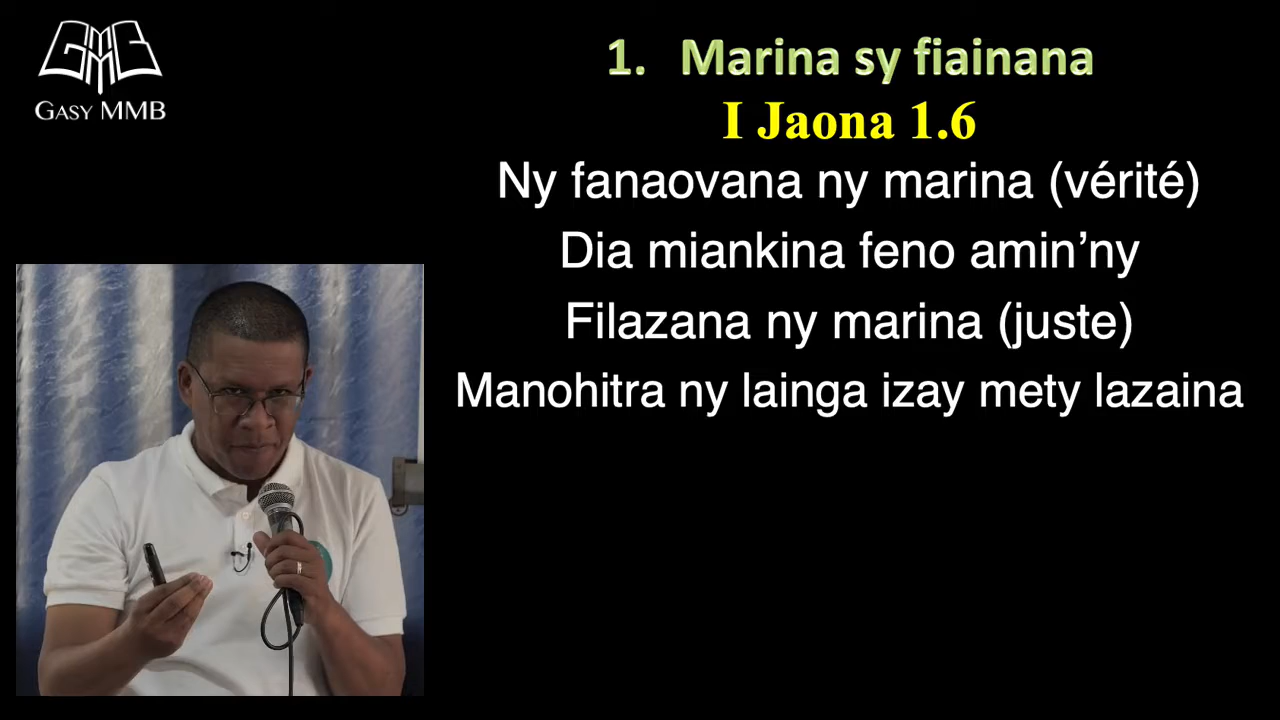 GMMB
GASY MMB
1. Marina sy fiainana
I Jaona 1.6
Ny fanaovana ny marina (vérité)
Dia miankina feno amin’ny
Filazana ny marina (juste)
Manohitra ny lainga izay mety lazaina